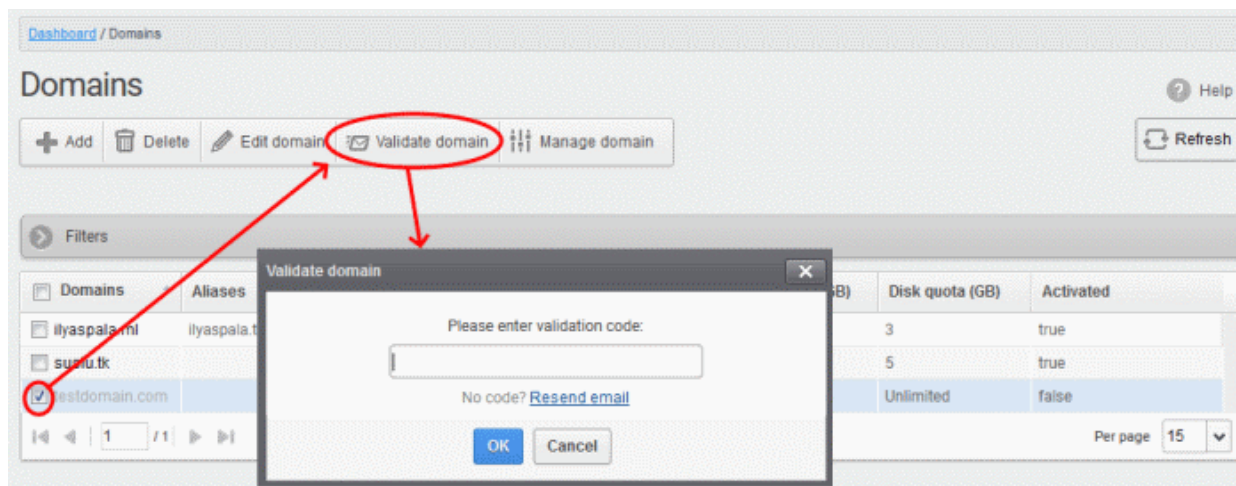 Dashboard / Domains
Domains
Help
Add Delete Edit domain Validate domain Manage domain
Refresh
Filters
Validate domain
Domains Aliases GB) Disk quota (GB) Activated
Please enter validation code:
ilyaspala.ml ilyaspala.t 3 true
5 true
testdomain.com Unlimited false
No code? Resend email
1 / 1 Per page 15
OK Cancel